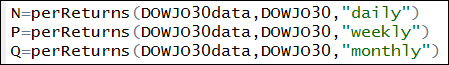 N=perReturns(DOWJO30data,DOWJO30,"daily")
P=perReturns(DOWJO30data,DOWJO30,"weekly")
Q=perReturns(DOWJO30data,DOWJO30,"monthly")